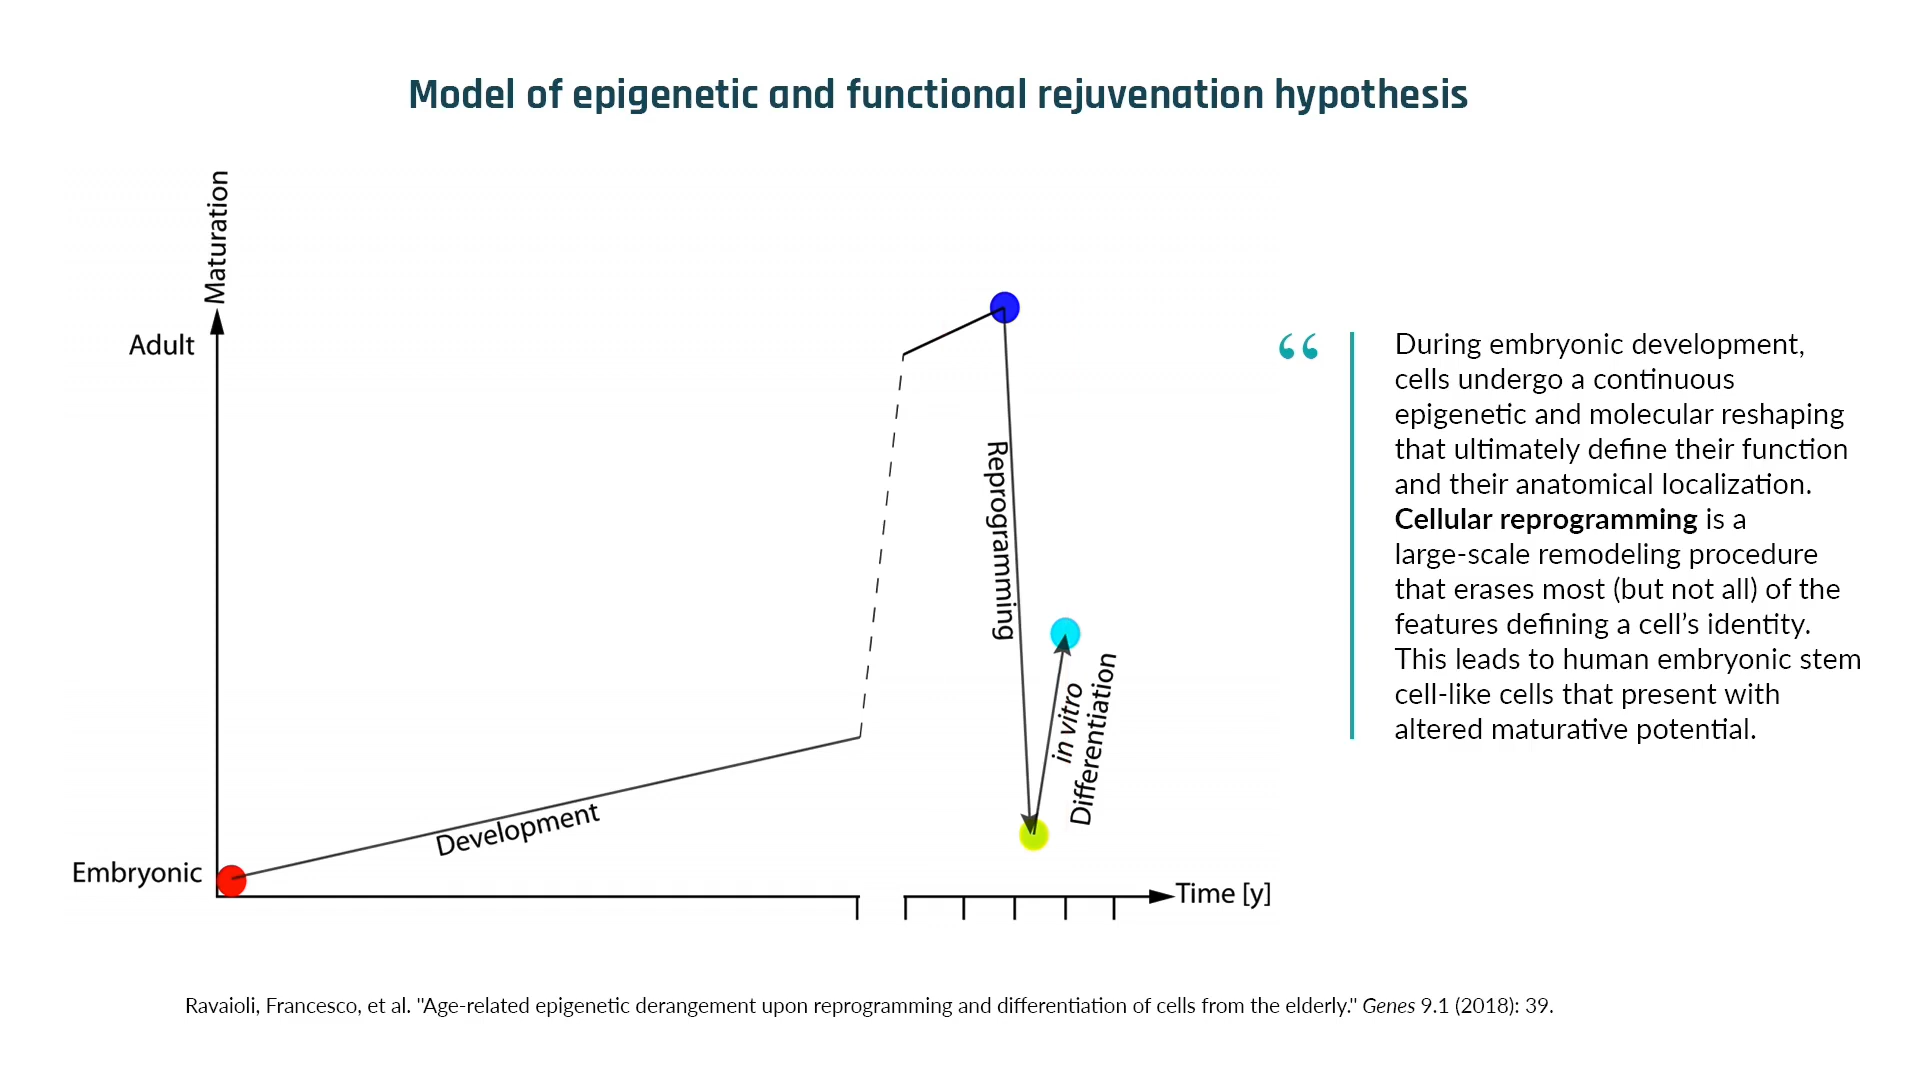 Model of epigenetic and functional rejuvenation hypothesis
Maturation
Adult
Reprogramming
in vitro
Differentiation
Development
Embryonic
Time [y]
“
During embryonic development,
cells undergo a continuous
epigenetic and molecular reshaping
that ultimately define their function
and their anatomical localization.
Cellular reprogramming is a
large-scale remodeling procedure
that erases most (but not all) of the
features defining a cell’s identity.
This leads to human embryonic stem
cell-like cells that present with
altered maturative potential.
Ravaioli, Francesco, et al. "Age-related epigenetic derangement upon reprogramming and differentiation of cells from the elderly." Genes 9.1 (2018): 39.